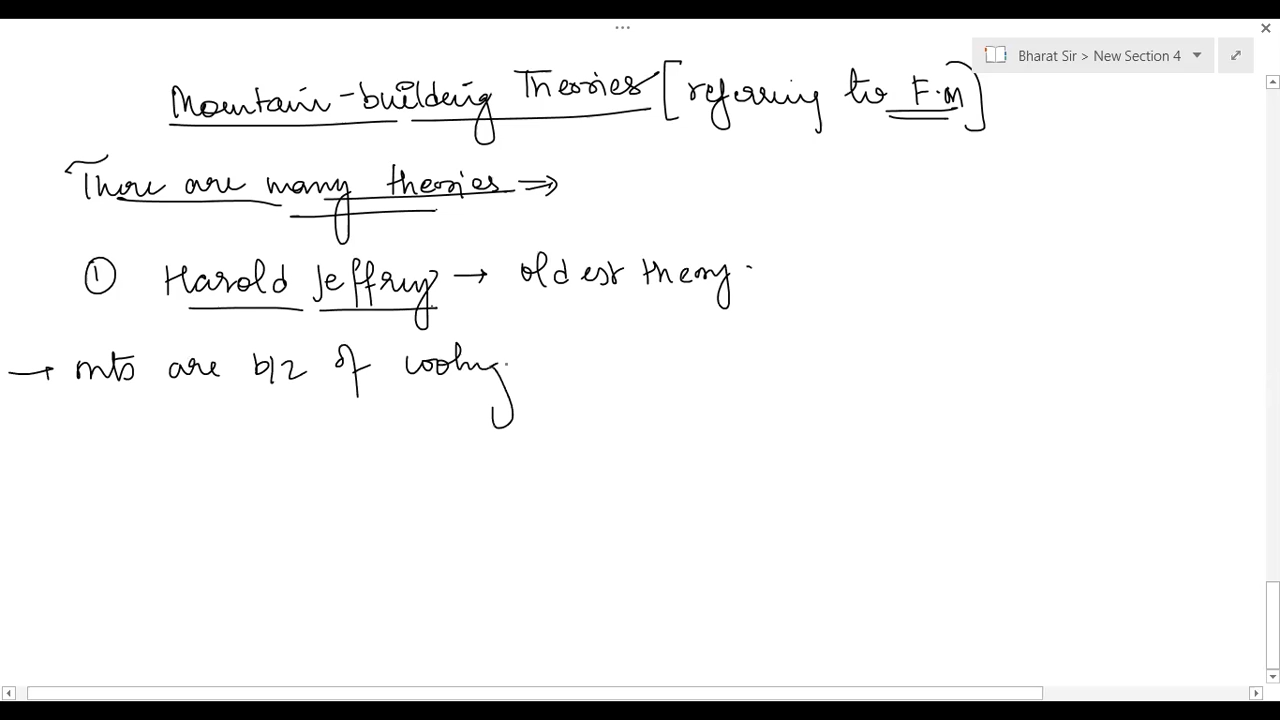 Bharat Sir > New Section 4
Mountain-building Theories [referring to F.M]
There are many theories ⇒
① Harold Jeffry → oldest theory.
→ mts are b/z of cooling